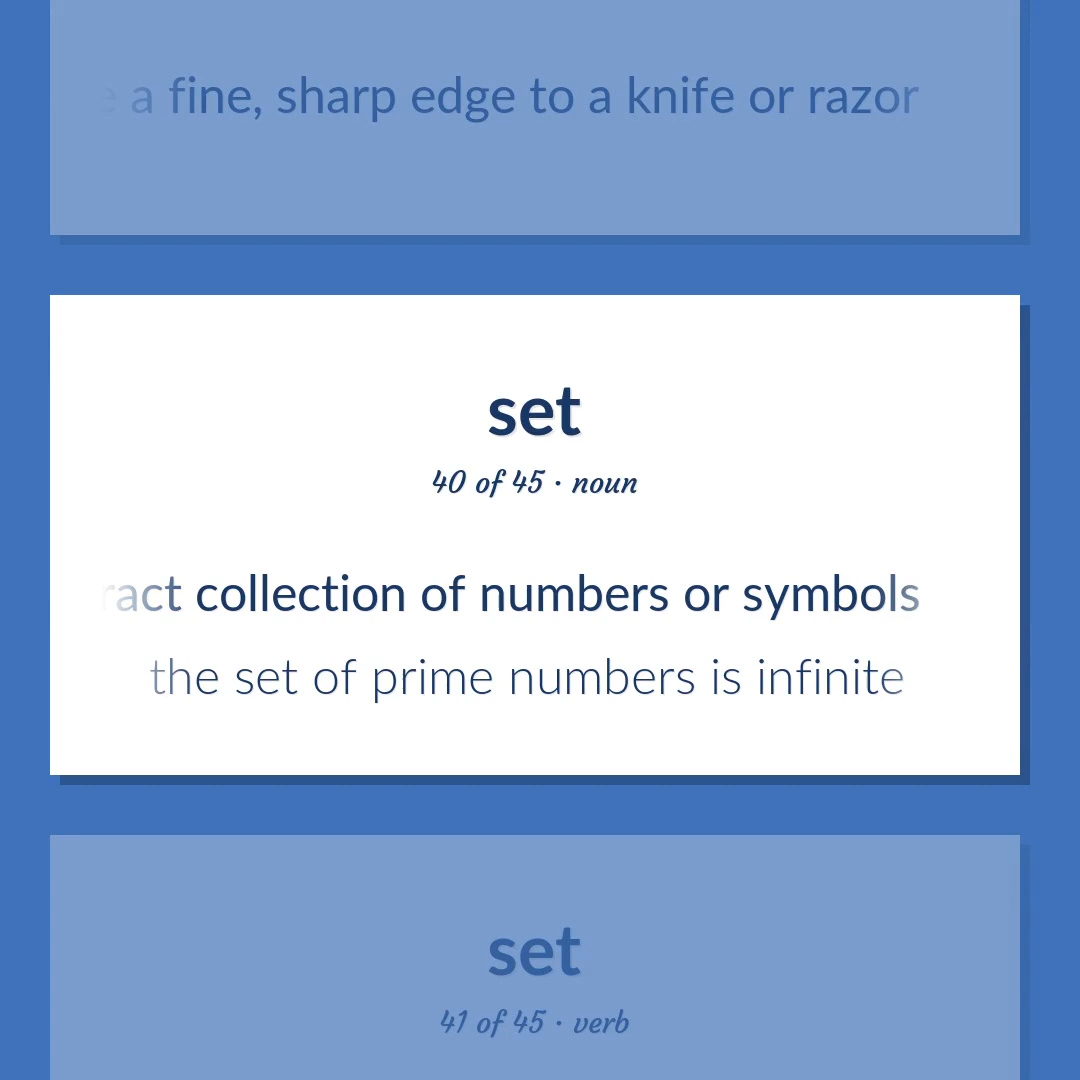 a fine, sharp edge to a knife or razor
set
40 of 45 · noun
collection of numbers or symbols
the set of prime numbers is infinite
set
41 of 45 · verb